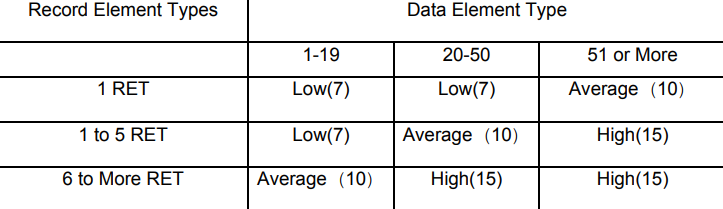 Record Element Types Data Element Type
1-19 20-50 51 or More
1 RET Low(7) Low(7) Average（10）
1 to 5 RET Low(7) Average（10） High(15)
6 to More RET Average（10） High(15) High(15)